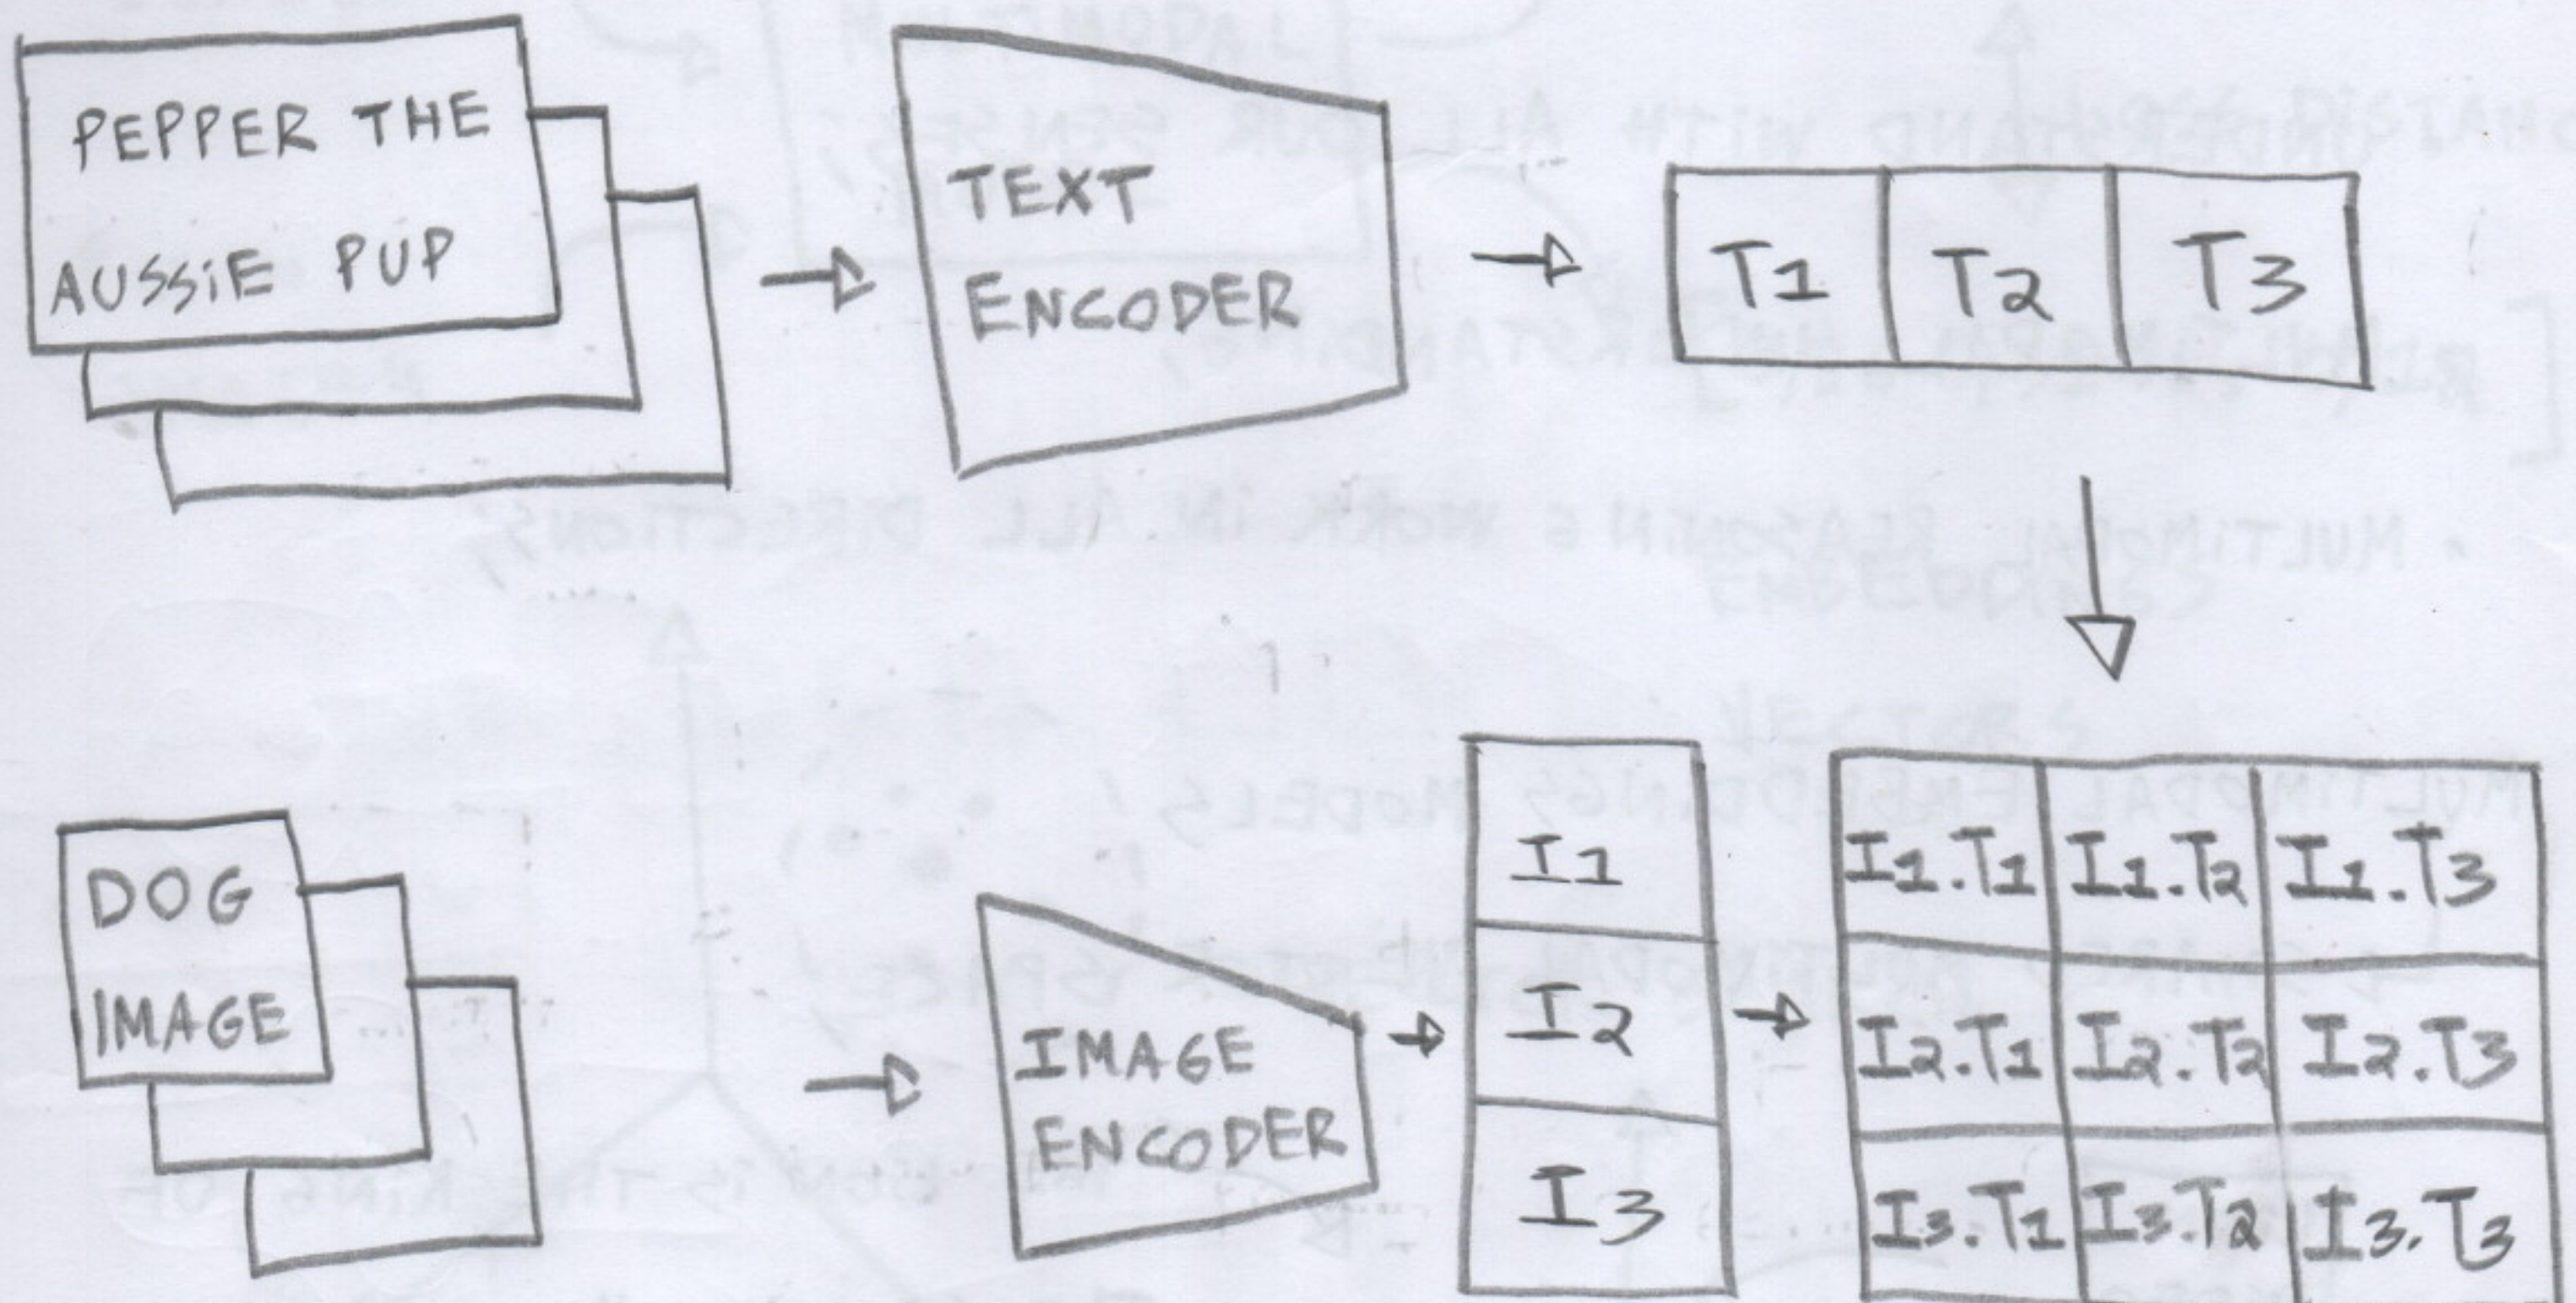 PEPPER THE
AUSSiE PUP
TEXT
ENCODER
T1 T2 T3
DOG
IMAGE
IMAGE
ENCODER
I1
I2
I3
I1.T1 I1.T2 I1.T3
I2.T1 I2.T2 I2.T3
I3.T1 I3.T2 I3.T3